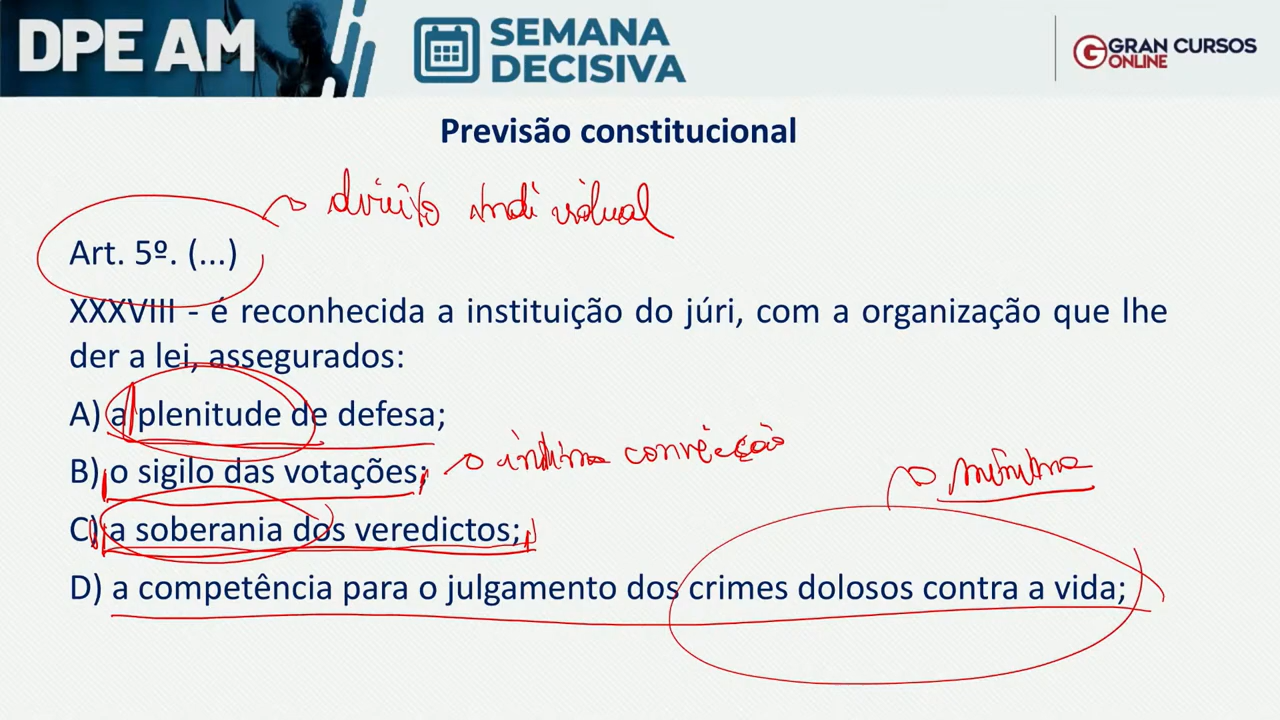 DPE AM
SEMANA
DECISIVA
GRAN CURSOS
ONLINE
Previsão constitucional
direito individual
Art. 5º. (...)
XXXVIII - é reconhecida a instituição do júri, com a organização que lhe
der a lei, assegurados:
A) a plenitude de defesa;
B) o sigilo das votações;
íntima convicção
mínima
C) a soberania dos veredictos;
D) a competência para o julgamento dos crimes dolosos contra a vida;